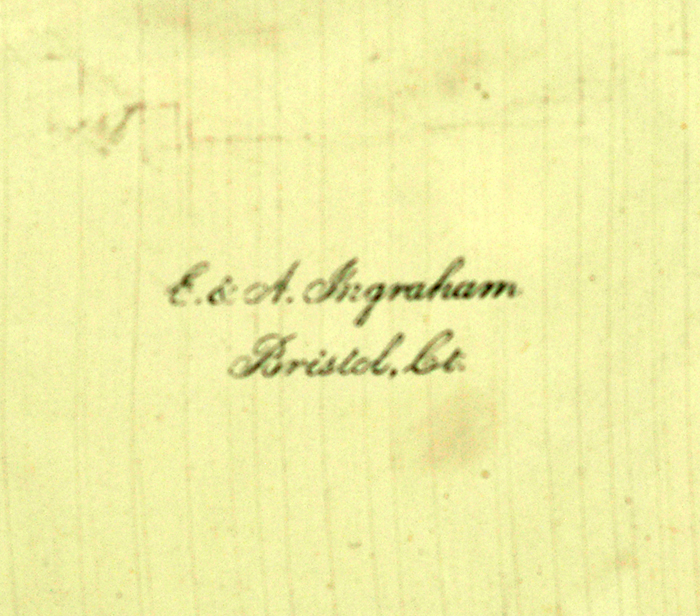 E. & A. Ingraham
Bristol, Ct.